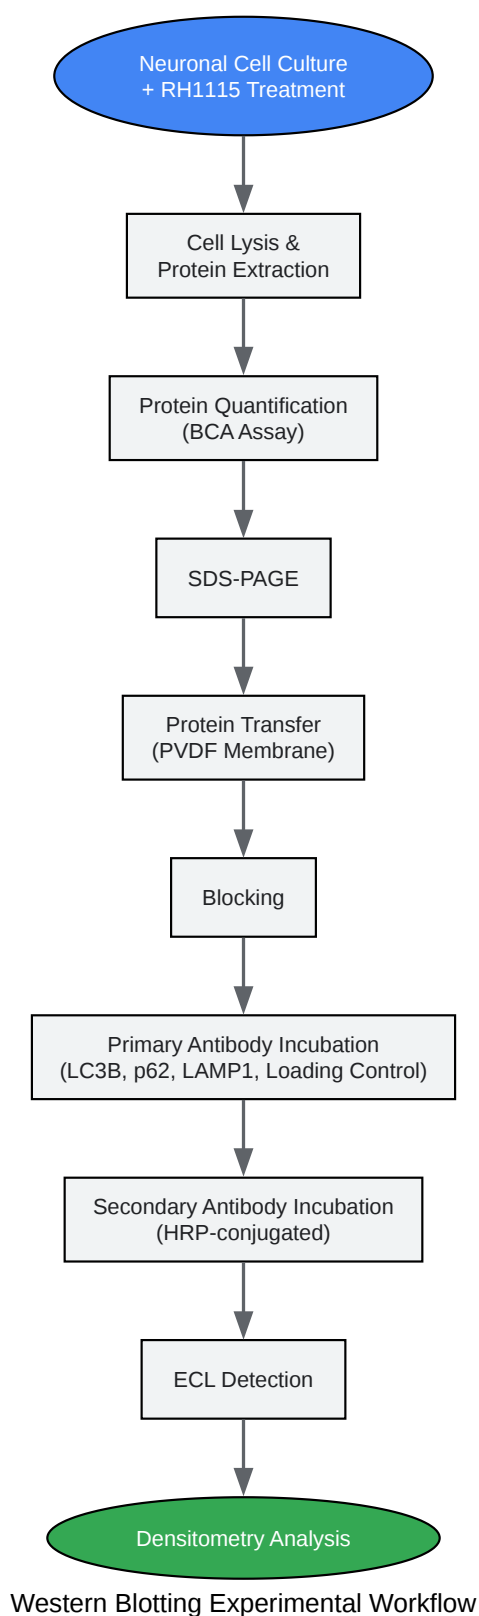 Neuronal Cell Culture
+ RH1115 Treatment
Cell Lysis &
Protein Extraction
Protein Quantification
(BCA Assay)
SDS-PAGE
Protein Transfer
(PVDF Membrane)
Blocking
Primary Antibody Incubation
(LC3B, p62, LAMP1, Loading Control)
Secondary Antibody Incubation
(HRP-conjugated)
ECL Detection
Densitometry Analysis
Western Blotting Experimental Workflow